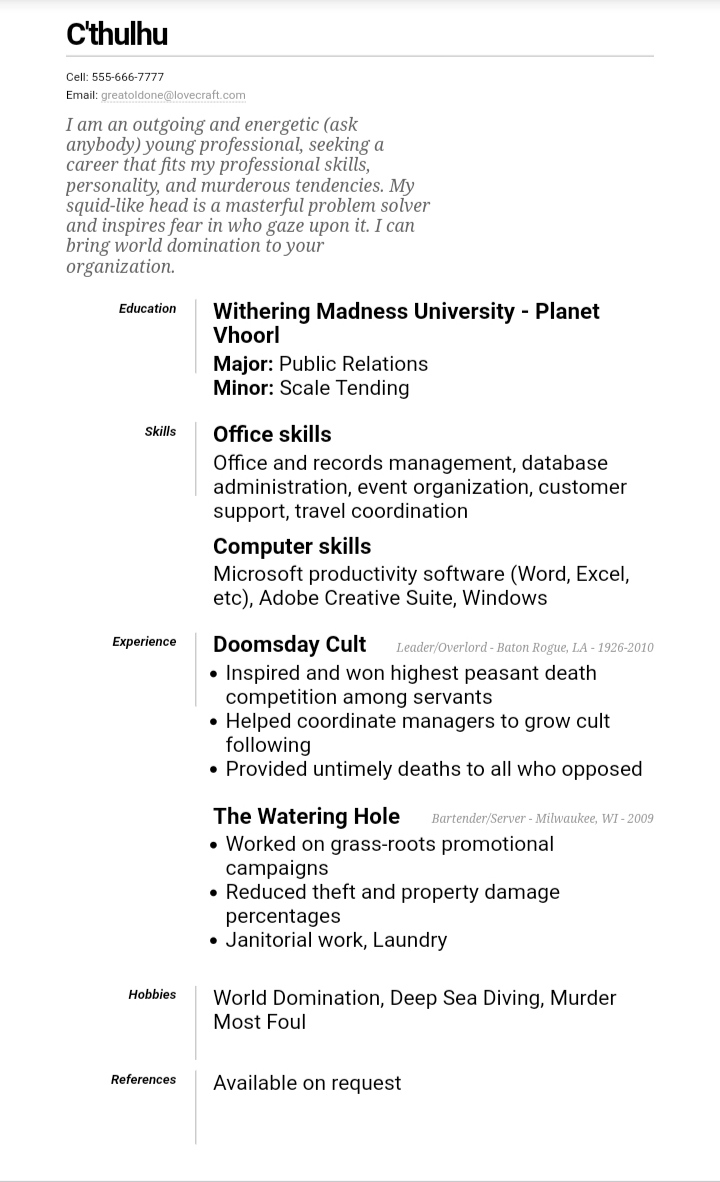 C'thulhu
Cell: 555-666-7777
Email: greatoldone@lovecraft.com
I am an outgoing and energetic (ask
anybody) young professional, seeking a
career that fits my professional skills,
personality, and murderous tendencies. My
squid-like head is a masterful problem solver
and inspires fear in who gaze upon it. I can
bring world domination to your
organization.
Education
Withering Madness University - Planet
Vhoorl
Major: Public Relations
Minor: Scale Tending
Skills
Office skills
Office and records management, database
administration, event organization, customer
support, travel coordination
Computer skills
Microsoft productivity software (Word, Excel,
etc), Adobe Creative Suite, Windows
Experience
Doomsday Cult Leader/Overlord - Baton Rogue, LA - 1926-2010
• Inspired and won highest peasant death
competition among servants
• Helped coordinate managers to grow cult
following
• Provided untimely deaths to all who opposed
The Watering Hole Bartender/Server - Milwaukee, WI - 2009
• Worked on grass-roots promotional
campaigns
• Reduced theft and property damage
percentages
• Janitorial work, Laundry
Hobbies
World Domination, Deep Sea Diving, Murder
Most Foul
References
Available on request